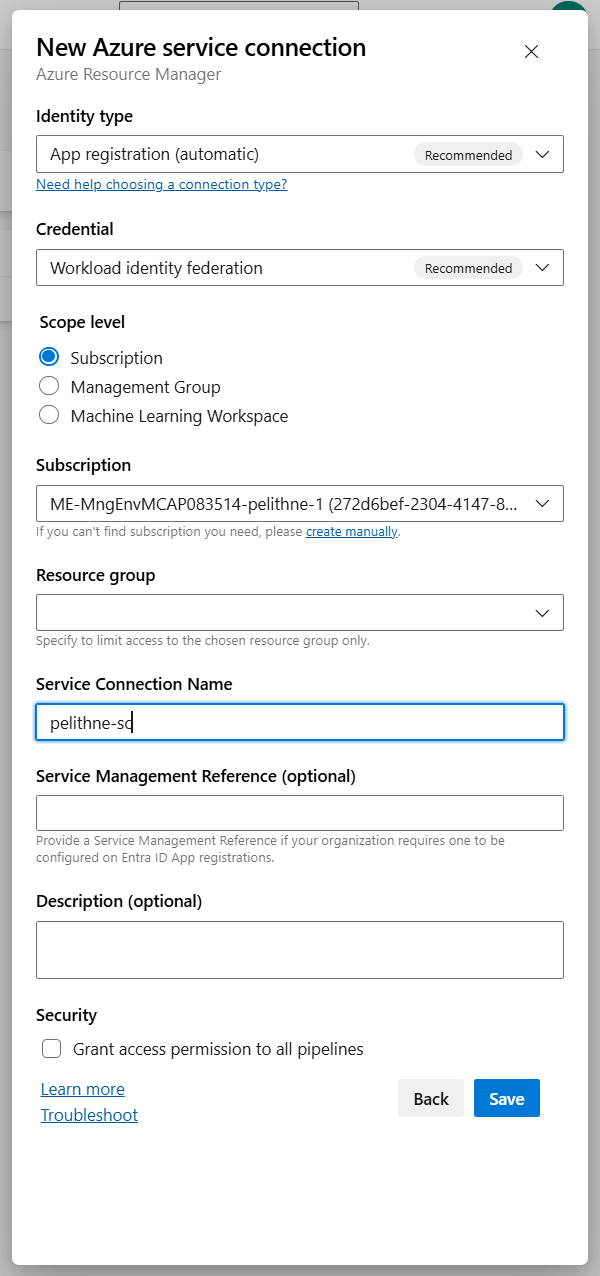 New Azure service connection
Azure Resource Manager
Identity type
App registration (automatic) Recommended
Need help choosing a connection type?
Credential
Workload identity federation Recommended
Scope level
Subscription
Management Group
Machine Learning Workspace
Subscription
ME-MngEnvMCAP083514-pelithne-1 (272d6bef-2304-4147-8...
If you can't find subscription you need, please create manually.
Resource group
Specify to limit access to the chosen resource group only.
Service Connection Name
pelithne-sc
Service Management Reference (optional)
Provide a Service Management Reference if your organization requires one to be
configured on Entra ID App registrations.
Description (optional)
Security
Grant access permission to all pipelines
Learn more
Back Save
Troubleshoot